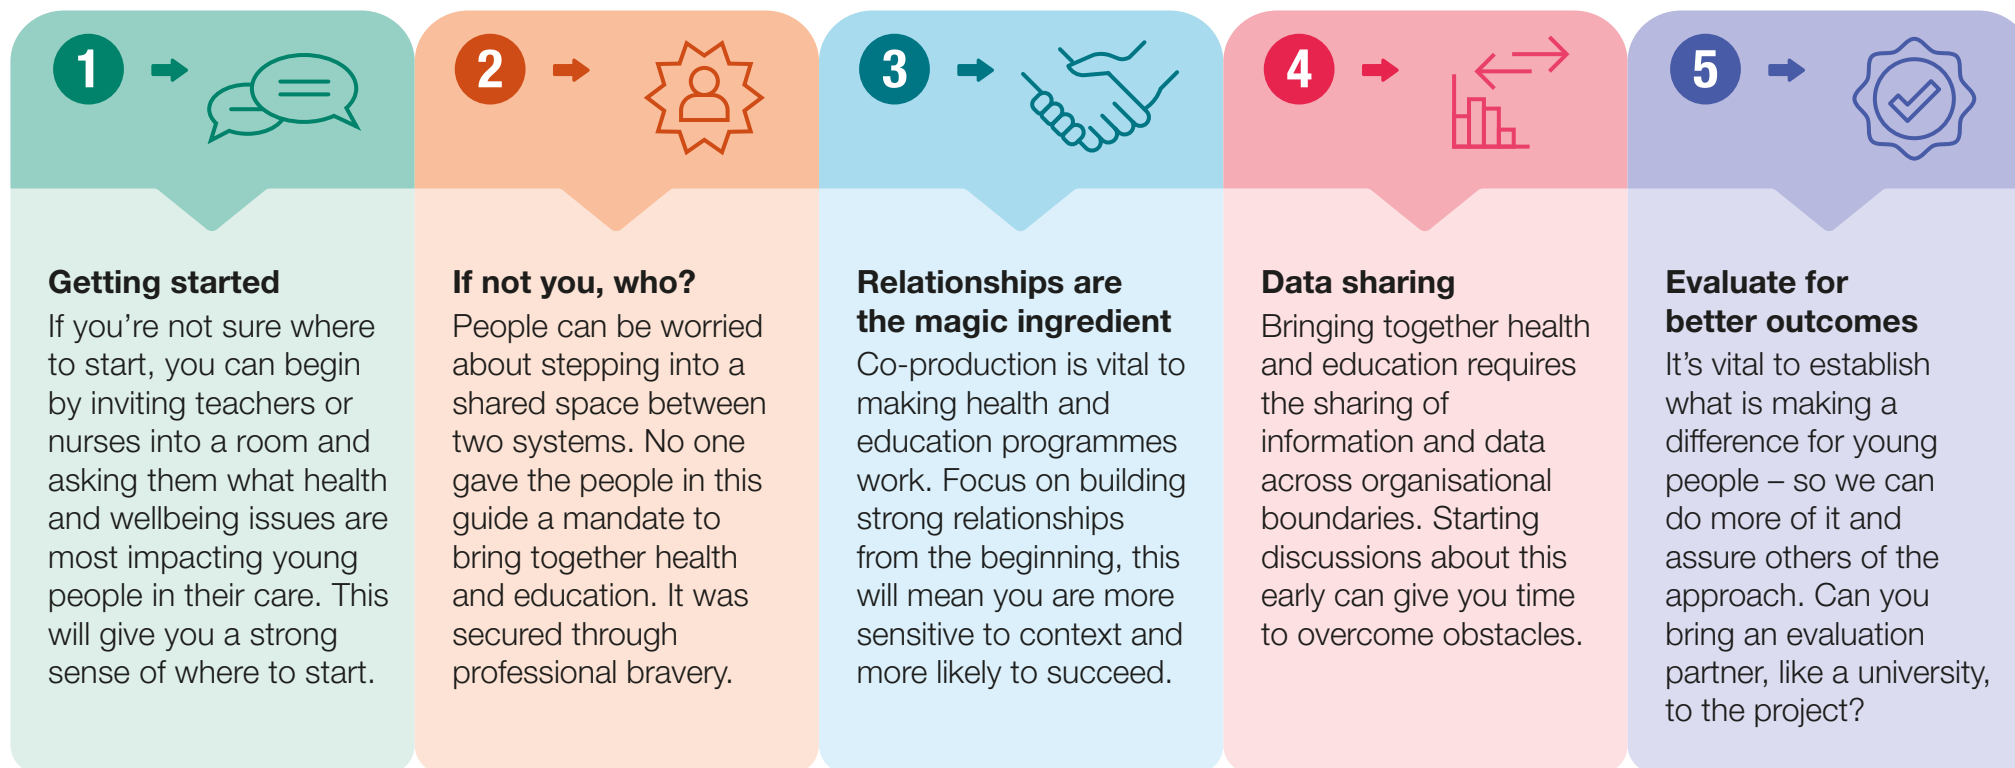 1
Getting started
If you’re not sure where
to start, you can begin
by inviting teachers or
nurses into a room and
asking them what health
and wellbeing issues are
most impacting young
people in their care. This
will give you a strong
sense of where to start.
2
If not you, who?
People can be worried
about stepping into a
shared space between
two systems. No one
gave the people in this
guide a mandate to
bring together health
and education. It was
secured through
professional bravery.
3
Relationships are
the magic ingredient
Co-production is vital to
making health and
education programmes
work. Focus on building
strong relationships
from the beginning, this
will mean you are more
sensitive to context and
more likely to succeed.
4
Data sharing
Bringing together health
and education requires
the sharing of
information and data
across organisational
boundaries. Starting
discussions about this
early can give you time
to overcome obstacles.
5
Evaluate for
better outcomes
It’s vital to establish
what is making a
difference for young
people – so we can
do more of it and
assure others of the
approach. Can you
bring an evaluation
partner, like a university,
to the project?